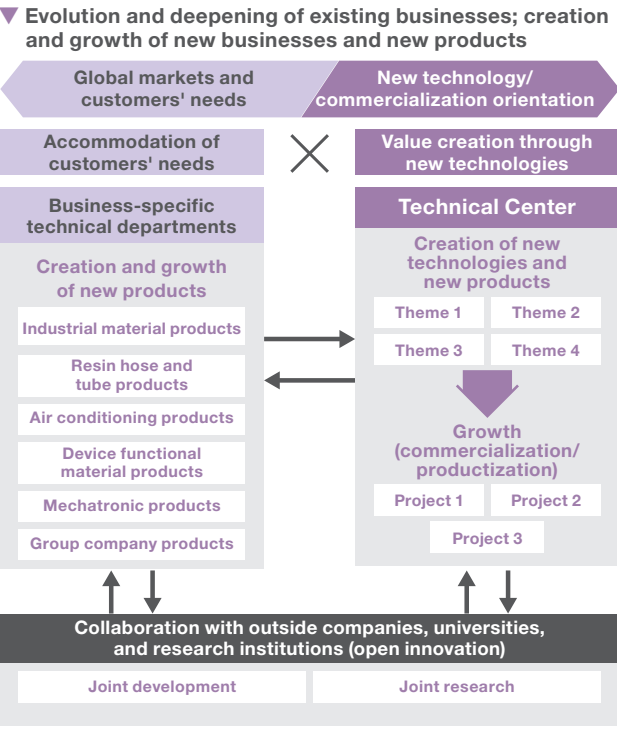 Evolution and deepening of existing businesses; creation
and growth of new businesses and new products
Global markets and
customers' needs
New technology/
commercialization orientation
Accommodation of
customers' needs
Value creation through
new technologies
Business-specific
technical departments
Creation and growth
of new products
Industrial material products
Resin hose and
tube products
Air conditioning products
Device functional
material products
Mechatronic products
Group company products
Technical Center
Creation of new
technologies and
new products
Theme 1
Theme 2
Theme 3
Theme 4
Growth
(commercialization/
productization)
Project 1
Project 2
Project 3
Collaboration with outside companies, universities,
and research institutions (open innovation)
Joint development
Joint research